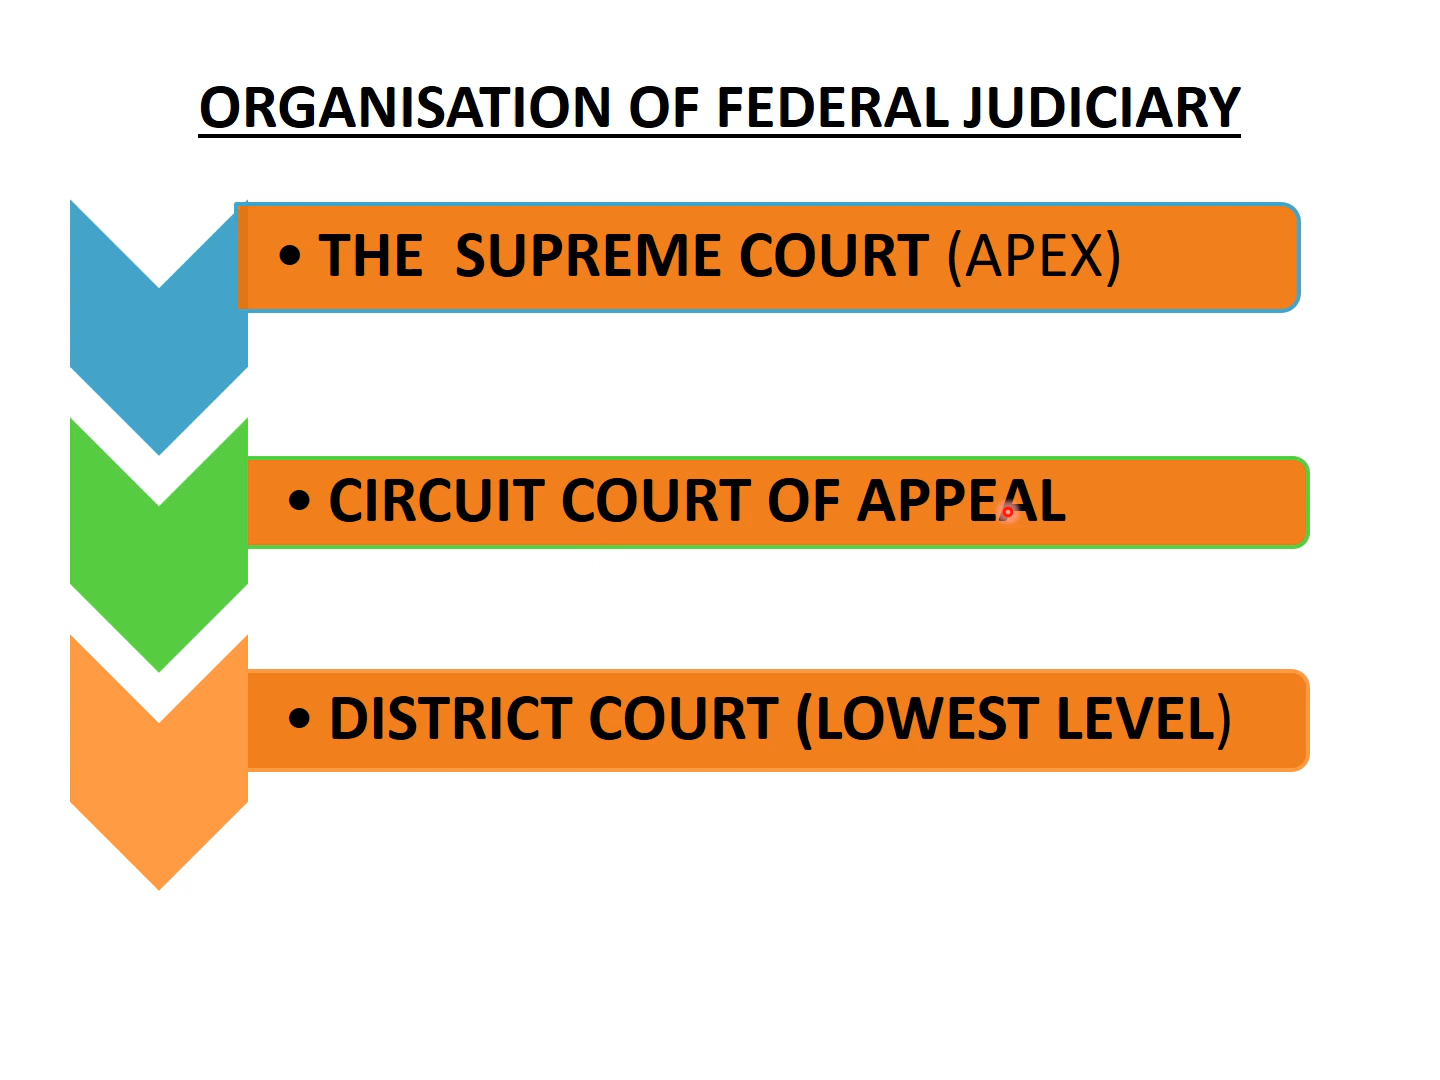 ORGANISATION OF FEDERAL JUDICIARY
• THE  SUPREME COURT (APEX)
• CIRCUIT COURT OF APPEAL
• DISTRICT COURT (LOWEST LEVEL)